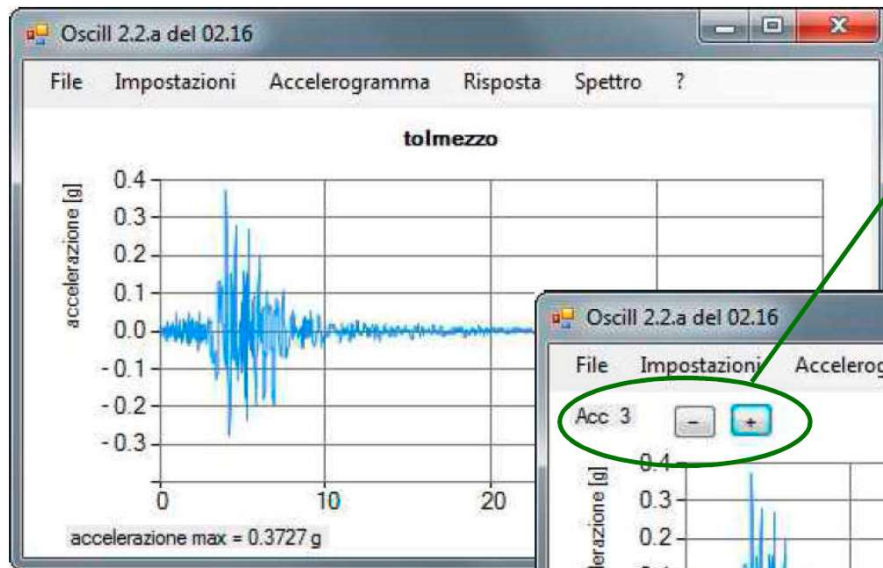 Oscill 2.2.a del 02.16
File Impostazioni Accelerogramma Risposta Spettro ?
tolmezzo
accelerazione [g]
0.4
0.3
0.2
0.1
0.0
-0.1
-0.2
-0.3
0 10 20
accelerazione max = 0.3727 g
Oscill 2.2.a del 02.16
File Impostazioni
Acc 3 - +
0.4
0.3
0.2